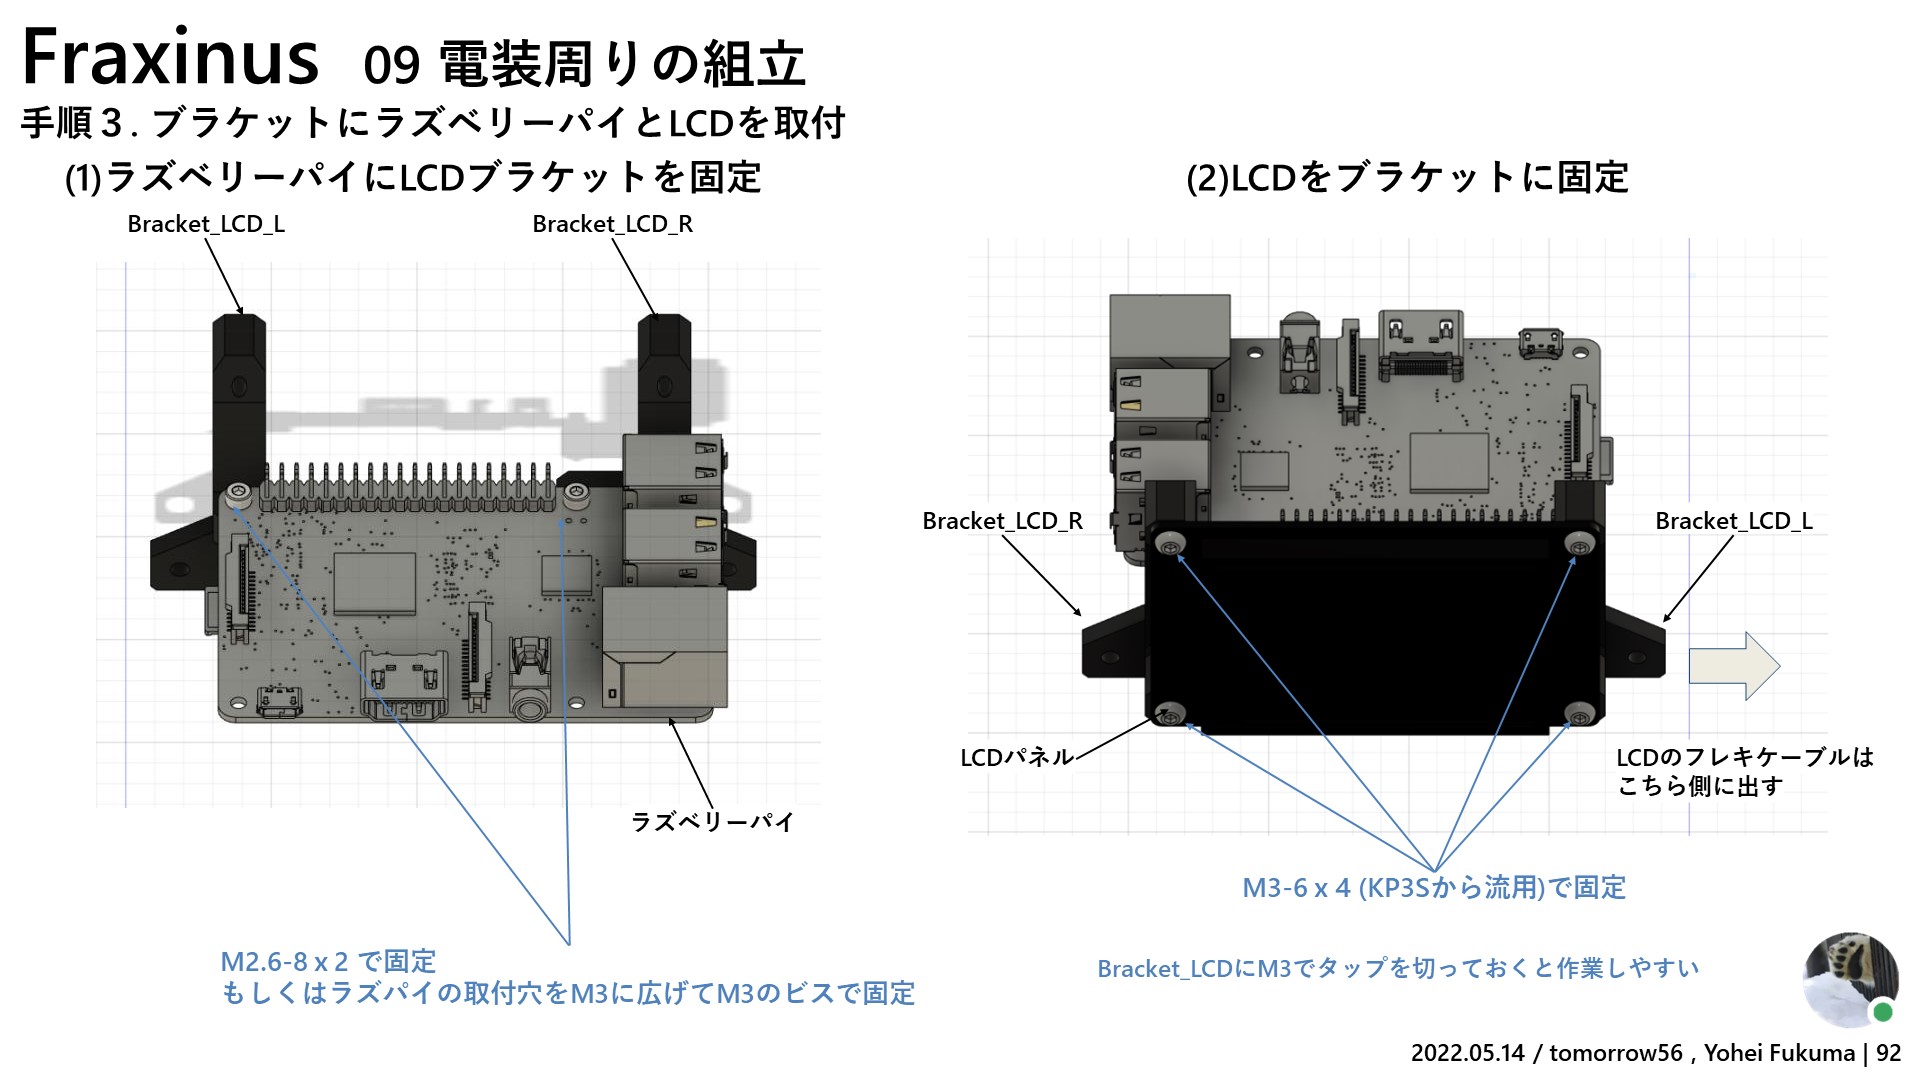 Fraxinus 09 電装周りの組立
手順３. ブラケットにラズベリーパイとLCDを取付
(1)ラズベリーパイにLCDブラケットを固定
Bracket_LCD_L
Bracket_LCD_R
ラズベリーパイ
M2.6-8 x 2 で固定
もしくはラズパイの取付穴をM3に広げてM3のビスで固定
(2)LCDをブラケットに固定
Bracket_LCD_R
Bracket_LCD_L
LCDパネル
LCDのフレキケーブルは
こちら側に出す
M3-6 x 4 (KP3Sから流用)で固定
Bracket_LCDにM3でタップを切っておくと作業しやすい
2022.05.14 / tomorrow56 , Yohei Fukuma | 92